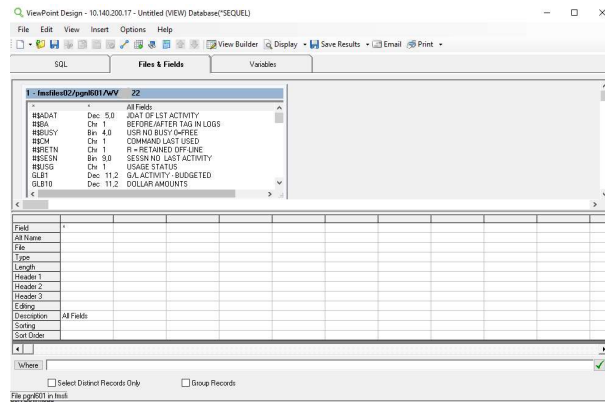 ViewPoint Design - 10.140.200.17 - Untitled (VIEW) Database(*SEQUEL)
File Edit View Insert Options Help
View Builder Display Save Results Email Print
SQL Files & Fields Variables
1 - fmsfiles02/pgnl601/WV 22
* * All Fields
#$ADAT Dec 5,0 JDAT OF LST ACTIVITY
#$BA Chr 1 BEFORE/AFTER TAG IN LOGS
#$BUSY Bin 4,0 USR NO BUSY 0=FREE
#$CM Chr 1 COMMAND LAST USED
#$RETN Chr 1 R = RETAINED OFF-LINE
#$SESN Bin 9,0 SESSN NO LAST ACTIVITY
#$USG Chr 1 USAGE STATUS
GLB1 Dec 11,2 G/L ACTIVITY - BUDGETED
GLB10 Dec 11,2 DOLLAR AMOUNTS
Field *
Alt Name
File
Type
Length
Header 1
Header 2
Header 3
Editing
Description All Fields
Sorting
Sort Order
Where
Select Distinct Records Only Group Records
File pgnl601 in fmsfi